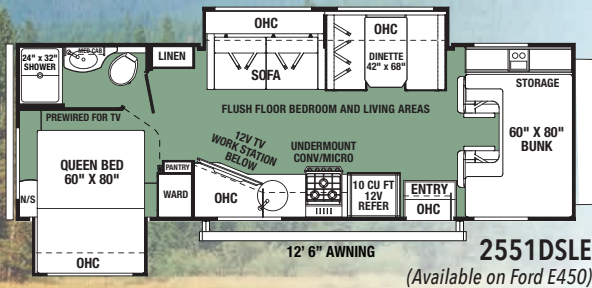 OHC
OHC
DINETTE
42" x 68"
24" x 32"
SHOWER
MED CAB
LINEN
SOFA
STORAGE
FLUSH FLOOR BEDROOM AND LIVING AREAS
PREWIRED FOR TV
12V TV
WORK STATION
BELOW
UNDERMOUNT
CONV/MICRO
60" X 80"
BUNK
QUEEN BED
60" X 80"
PANTRY
WARD
OHC
10 CU FT
12V
REFER
ENTRY
OHC
N/S
OHC
12' 6" AWNING
2551DSLE
(Available on Ford E450)